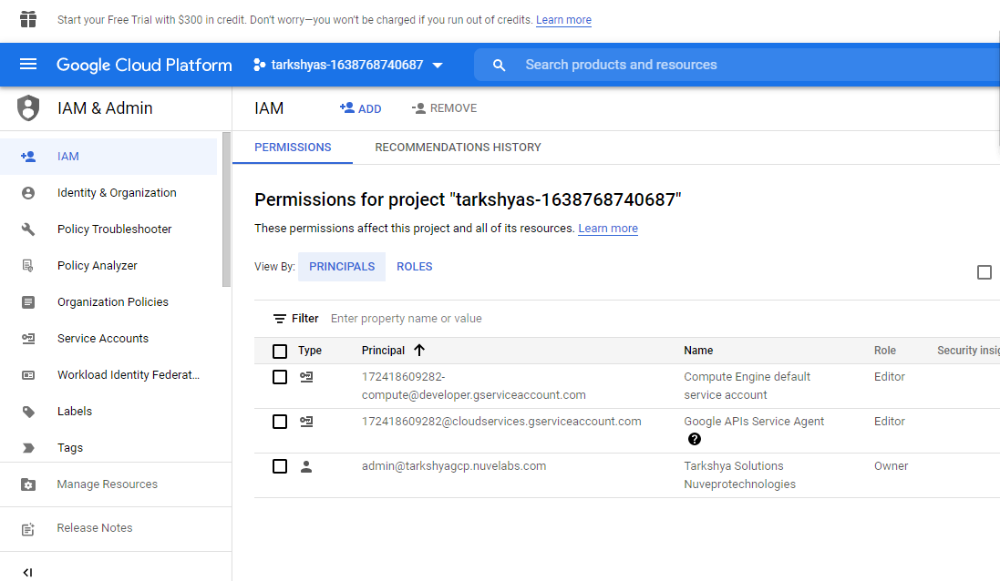 Start your Free Trial with $300 in credit. Don't worry—you won't be charged if you run out of credits. Learn more
Google Cloud Platform
tarkshyas-1638768740687
Search products and resources
IAM & Admin
IAM
Identity & Organization
Policy Troubleshooter
Policy Analyzer
Organization Policies
Service Accounts
Workload Identity Federat...
Labels
Tags
Manage Resources
Release Notes
IAM
ADD
REMOVE
PERMISSIONS
RECOMMENDATIONS HISTORY
Permissions for project "tarkshyas-1638768740687"
These permissions affect this project and all of its resources. Learn more
View By: PRINCIPALS ROLES
Filter Enter property name or value
Type Principal Name Role Security insig
172418609282-
compute@developer.gserviceaccount.com
Compute Engine default
service account
Editor
172418609282@cloudservices.gserviceaccount.com
Google APIs Service Agent
?
Editor
admin@tarkshyagcp.nuvelabs.com
Tarkshya Solutions
Nuveprotechnologies
Owner